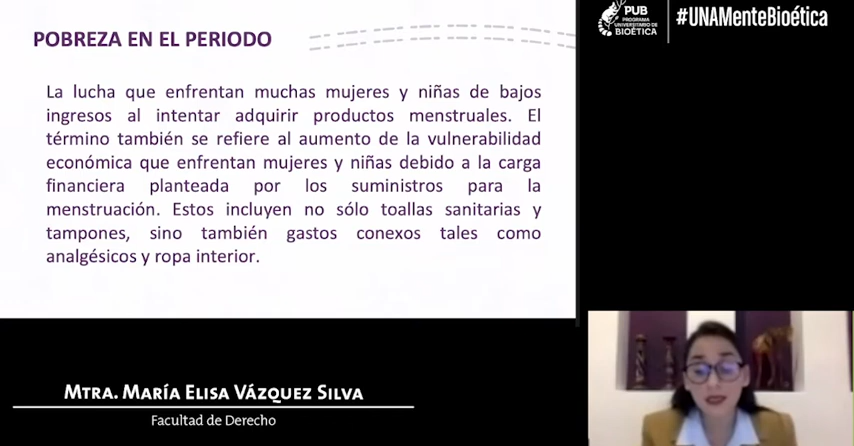 POBREZA EN EL PERIODO
La lucha que enfrentan muchas mujeres y niñas de bajos
ingresos al intentar adquirir productos menstruales. El
término también se refiere al aumento de la vulnerabilidad
económica que enfrentan mujeres y niñas debido a la carga
financiera planteada por los suministros para la
menstruación. Estos incluyen no sólo toallas sanitarias y
tampones, sino también gastos conexos tales como
analgésicos y ropa interior.
PUB
PROGRAMA
UNIVERSITARIO DE
BIOÉTICA
#UNAMenteBioética
MTRA. MARÍA ELISA VÁZQUEZ SILVA
Facultad de Derecho